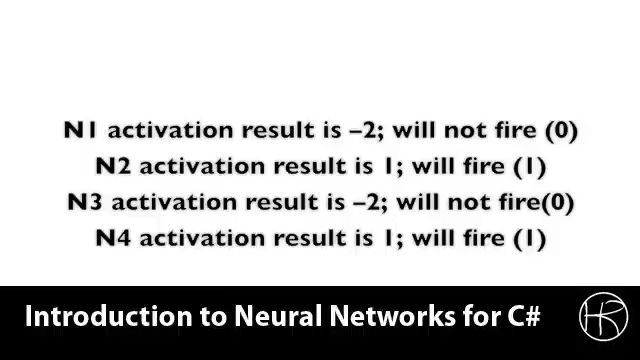 N1 activation result is –2; will not fire (0)
N2 activation result is 1; will fire (1)
N3 activation result is –2; will not fire(0)
N4 activation result is 1; will fire (1)
Introduction to Neural Networks for C#